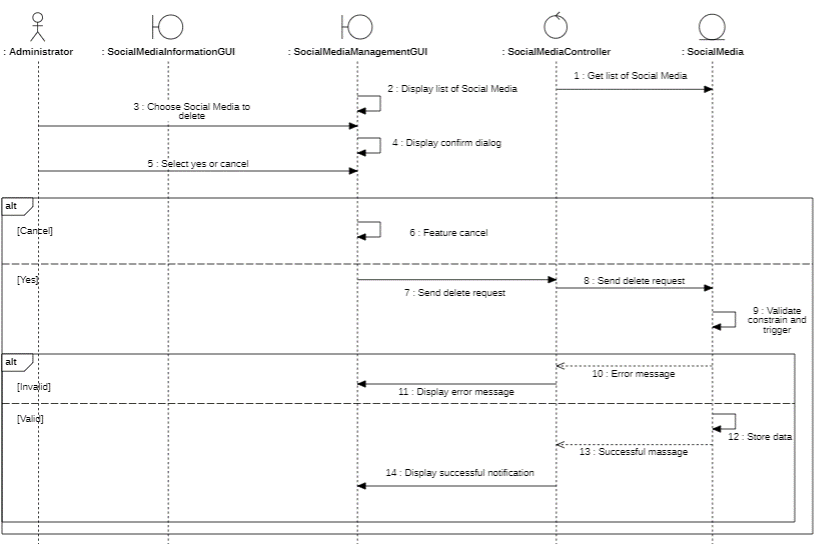 : Administrator
: SocialMediaInformationGUI
: SocialMediaManagementGUI
: SocialMediaController
: SocialMedia
1 : Get list of Social Media
2 : Display list of Social Media
3 : Choose Social Media to
delete
4 : Display confirm dialog
5 : Select yes or cancel
alt
[Cancel]
6 : Feature cancel
[Yes]
7 : Send delete request
8 : Send delete request
9 : Validate
constrain and
trigger
alt
[Invalid]
10 : Error message
11 : Display error message
[Valid]
12 : Store data
13 : Successful massage
14 : Display successful notification